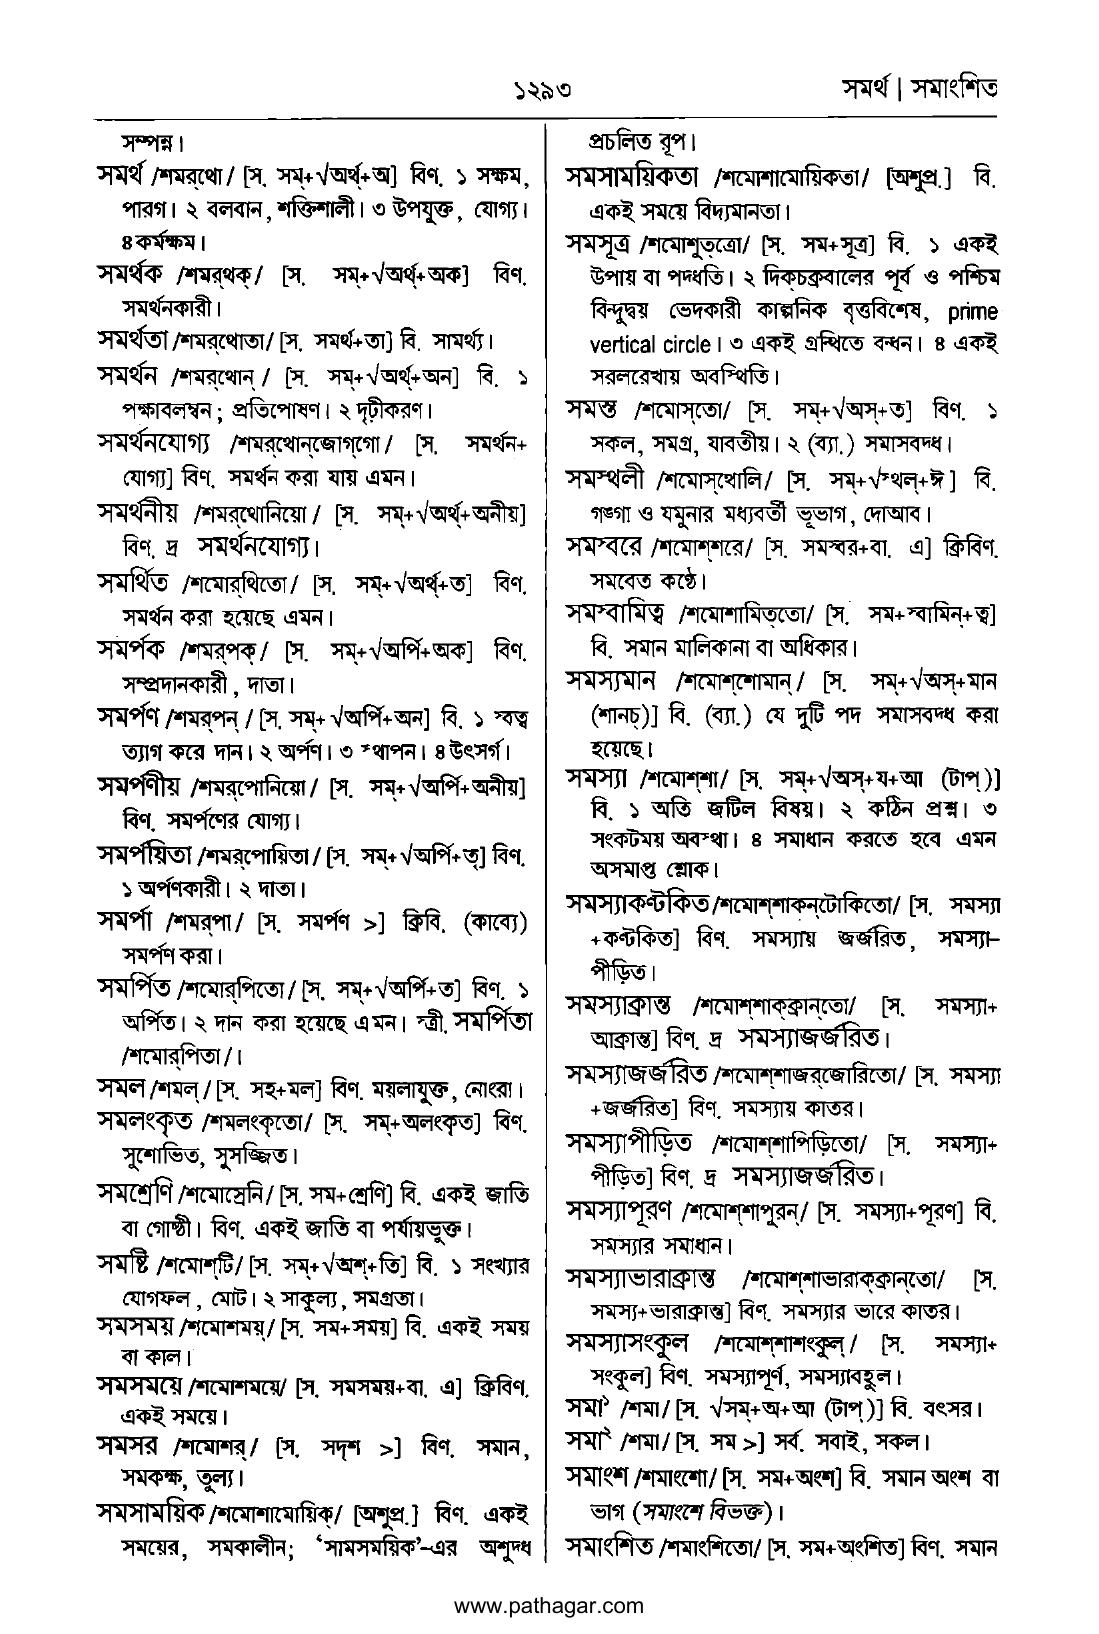 ১২৯৩
সমর্থ | সমাংশিত
সম্পন্ন।
সমর্থ /শমর্‌থো/ [স. সম্+√অর্থ্+অ] বিণ. ১ সক্ষম,
পারগ। ২ বলবান, শক্তিশালী। ৩ উপযুক্ত, যোগ্য।
৪ কর্মক্ষম।
সমর্থক /শমর্‌থক্/ [স. সম্+√অর্থ্+অক] বিণ.
সমর্থনকারী।
সমর্থতা /শমর্‌থোতা/ [স. সমর্থ+তা] বি. সামর্থ্য।
সমর্থন /শমর্‌থোন্/ [স. সম্+√অর্থ্+অন] বি. ১
পক্ষাবলম্বন; প্রতিপোষণ। ২ দৃঢ়ীকরণ।
সমর্থনযোগ্য /শমর্‌থোন্‌জোগ্‌গো/ [স. সমর্থন+
যোগ্য] বিণ. সমর্থন করা যায় এমন।
সমর্থনীয় /শমর্‌থোনিয়ো/ [স. সম্+√অর্থ্+অনীয়]
বিণ. দ্র সমর্থনযোগ্য।
সমর্থিত /শমোর্‌থিতো/ [স. সম্+√অর্থ্+ত] বিণ.
সমর্থন করা হয়েছে এমন।
সমর্পক /শমর্‌পক্/ [স. সম্+√অর্পি+অক] বিণ.
সম্প্রদানকারী, দাতা।
সমর্পণ /শমর্‌পন্/ [স. সম্+√অর্পি+অন] বি. ১ স্বত্ব
ত্যাগ করে দান। ২ অর্পণ। ৩ স্থাপন। ৪ উৎসর্গ।
সমর্পণীয় /শমর্‌পোনিয়ো/ [স. সম্+√অর্পি+অনীয়]
বিণ. সমর্পণের যোগ্য।
সমর্পয়িতা /শমর্‌পোয়িতা/ [স. সম্+√অর্পি+তৃ] বিণ.
১ অর্পণকারী। ২ দাতা।
সমর্পা /শমর্‌পা/ [স. সমর্পণ >] ক্রিবি. (কাব্যে)
সমর্পণ করা।
সমর্পিত /শমোর্‌পিতো/ [স. সম্+√অর্পি+ত] বিণ. ১
অর্পিত। ২ দান করা হয়েছে এমন। স্ত্রী. সমর্পিতা
/শমোর্‌পিতা/।
সমল /শমল্/ [স. সহ+মল] বিণ. ময়লাযুক্ত, নোংরা।
সমলংকৃত /শমলংকৃতো/ [স. সম্+অলংকৃত] বিণ.
সুশোভিত, সুসজ্জিত।
সমশ্রেণি /শমোস্রেনি/ [স. সম+শ্রেণি] বি. একই জাতি
বা গোষ্ঠী। বিণ. একই জাতি বা পর্যায়ভুক্ত।
সমষ্টি /শমোশ্‌টি/ [স. সম্+√অশ্+তি] বি. ১ সংখ্যার
যোগফল, মোট। ২ সাকুল্য, সমগ্রতা।
সমসময় /শমোশময়্/ [স. সম+সময়] বি. একই সময়
বা কাল।
সমসময়ে /শমোশময়ে/ [স. সমসময়+বা. এ] ক্রিবিণ.
একই সময়ে।
সমসর /শমোশর্/ [স. সদৃশ >] বিণ. সমান,
সমকক্ষ, তুল্য।
সমসাময়িক /শমোশামোয়িক্/ [অশুপ্র.] বিণ. একই
সময়ের, সমকালীন; ‘সামসময়িক’–এর অশুদ্ধ
প্রচলিত রূপ।
সমসাময়িকতা /শমোশামোয়িকতা/ [অশুপ্র.] বি.
একই সময়ে বিদ্যমানতা।
সমসূত্র /শমোশুত্‌ত্রো/ [স. সম+সূত্র] বি. ১ একই
উপায় বা পদ্ধতি। ২ দিক্‌চক্রবালের পূর্ব ও পশ্চিম
বিন্দুদ্বয় ভেদকারী কাল্পনিক বৃত্তবিশেষ, prime
vertical circle। ৩ একই গ্রন্থিতে বন্ধন। ৪ একই
সরলরেখায় অবস্থিতি।
সমস্ত /শমোস্‌তো/ [স. সম্+√অস্+ত] বিণ. ১
সকল, সমগ্র, যাবতীয়। ২ (ব্যা.) সমাসবদ্ধ।
সমস্থলী /শমোস্‌থোলি/ [স. সম্+√স্থল্+ঈ] বি.
গঙ্গা ও যমুনার মধ্যবর্তী ভূভাগ, দোআব।
সমস্বরে /শমোশ্‌শরে/ [স. সমস্বর+বা. এ] ক্রিবিণ.
সমবেত কণ্ঠে।
সমস্বামিত্ব /শমোশামিত্‌তো/ [স. সম+স্বামিন্+ত্ব]
বি. সমান মালিকানা বা অধিকার।
সমস্যমান /শমোশ্‌শোমান্/ [স. সম্+√অস্+মান
(শানচ্)] বি. (ব্যা.) যে দুটি পদ সমাসবদ্ধ করা
হয়েছে।
সমস্যা /শমোশ্‌শা/ [স. সম্+√অস্+য+আ (টাপ্)]
বি. ১ অতি জটিল বিষয়। ২ কঠিন প্রশ্ন। ৩
সংকটময় অবস্থা। ৪ সমাধান করতে হবে এমন
অসমাপ্ত শ্লোক।
সমস্যাকণ্টকিত /শমোশ্‌শাকন্‌টোকিতো/ [স. সমস্যা
+কণ্টকিত] বিণ. সমস্যায় জর্জরিত, সমস্যা–
পীড়িত।
সমস্যাক্রান্ত /শমোশ্‌শাক্‌ক্রান্‌তো/ [স. সমস্যা+
আক্রান্ত] বিণ. দ্র সমস্যাজর্জরিত।
সমস্যাজর্জরিত /শমোশ্‌শাজর্‌জোরিতো/ [স. সমস্যা
+জর্জরিত] বিণ. সমস্যায় কাতর।
সমস্যাপীড়িত /শমোশ্‌শাপিড়িতো/ [স. সমস্যা+
পীড়িত] বিণ. দ্র সমস্যাজর্জরিত।
সমস্যাপূরণ /শমোশ্‌শাপুরন্/ [স. সমস্যা+পূরণ] বি.
সমস্যার সমাধান।
সমস্যাভারাক্রান্ত /শমোশ্‌শাভারাক্‌ক্রান্‌তো/ [স.
সমস্য+ভারাক্রান্ত] বিণ. সমস্যার ভারে কাতর।
সমস্যাসংকুল /শমোশ্‌শাশংকুল্/ [স. সমস্যা+
সংকুল] বিণ. সমস্যাপূর্ণ, সমস্যাবহুল।
সমা১ /শমা/ [স. √সম্+অ+আ (টাপ্)] বি. বৎসর।
সমা২ /শমা/ [স. সম >] সর্ব. সবাই, সকল।
সমাংশ /শমাংশো/ [স. সম+অংশ] বি. সমান অংশ বা
ভাগ (সমাংশে বিভক্ত)।
সমাংশিত /শমাংশিতো/ [স. সম+অংশিত] বিণ. সমান
www.pathagar.com